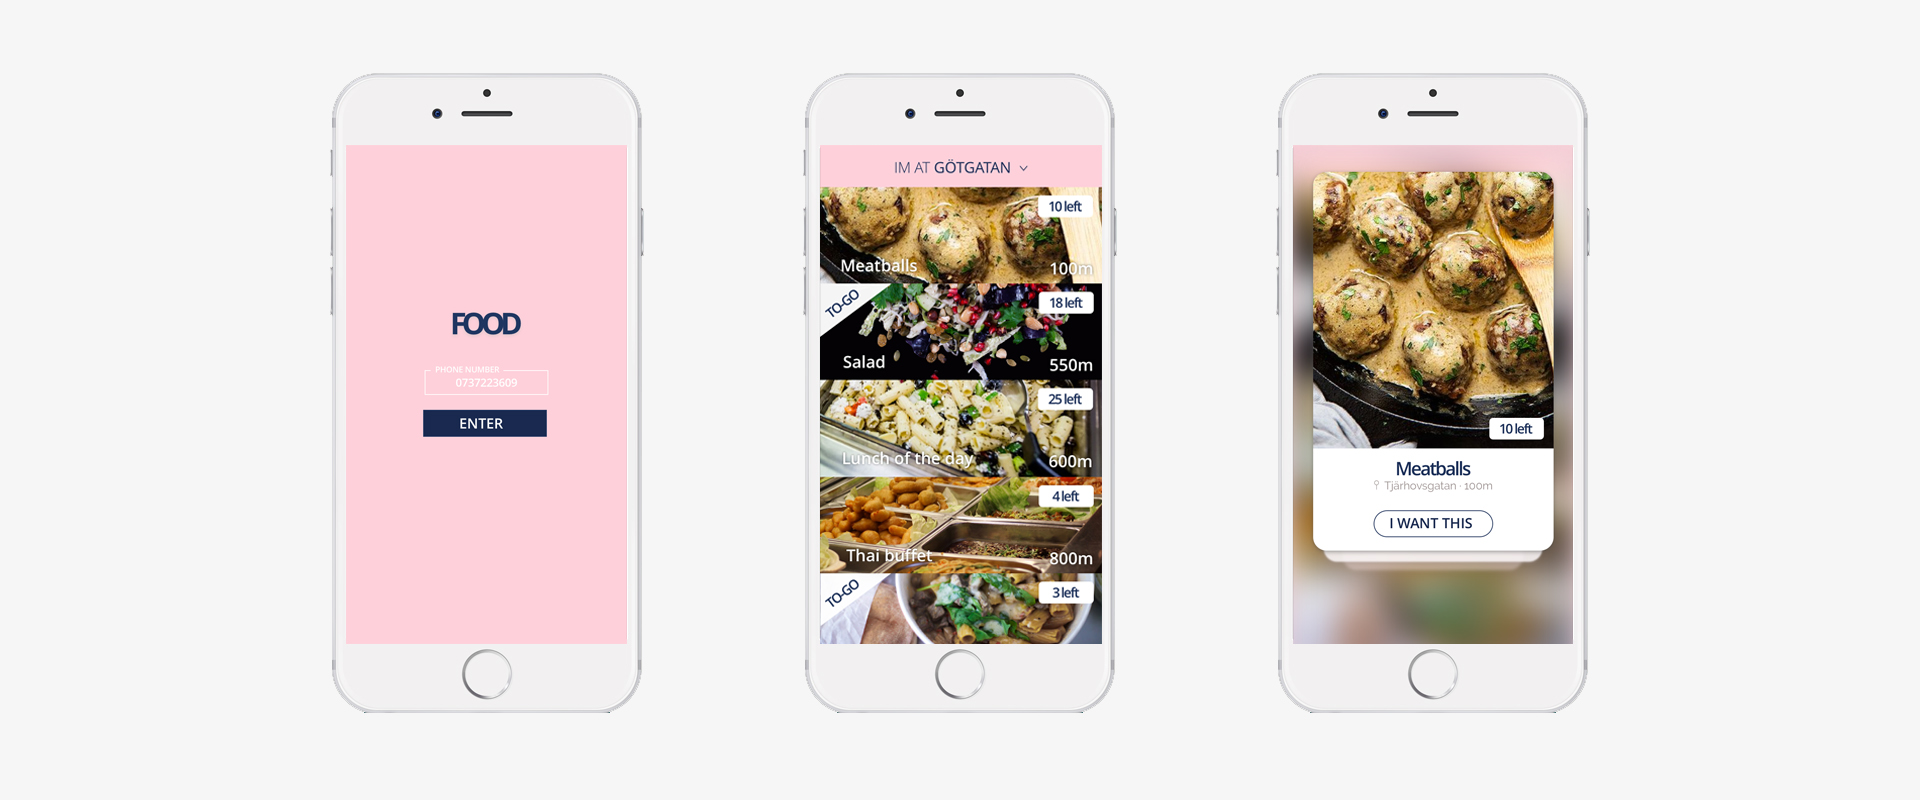 FOOD
PHONE NUMBER
0737223609
ENTER
IM AT GÖTGATAN
10 left
Meatballs
100m
TO-GO
18 left
Salad
550m
25 left
Lunch of the day
600m
4 left
Thai buffet
800m
TO-GO
3 left
10 left
Meatballs
Tjärhovsgatan · 100m
I WANT THIS